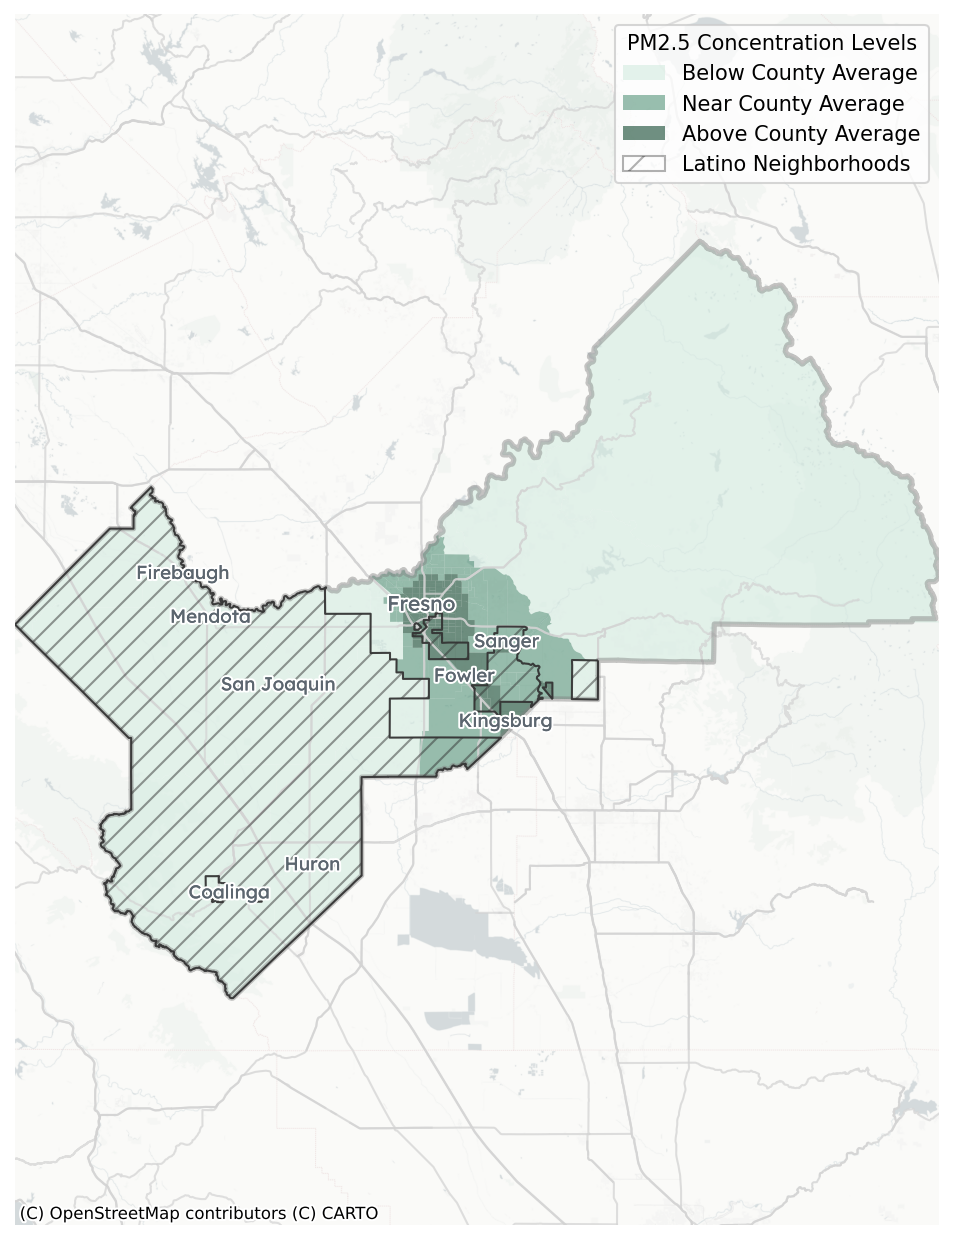 PM2.5 Concentration Levels
Below County Average
Near County Average
Above County Average
Latino Neighborhoods
Firebaugh
Mendota
Fresno
Sanger
San Joaquin
Fowler
Kingsburg
Huron
Coalinga
(C) OpenStreetMap contributors (C) CARTO